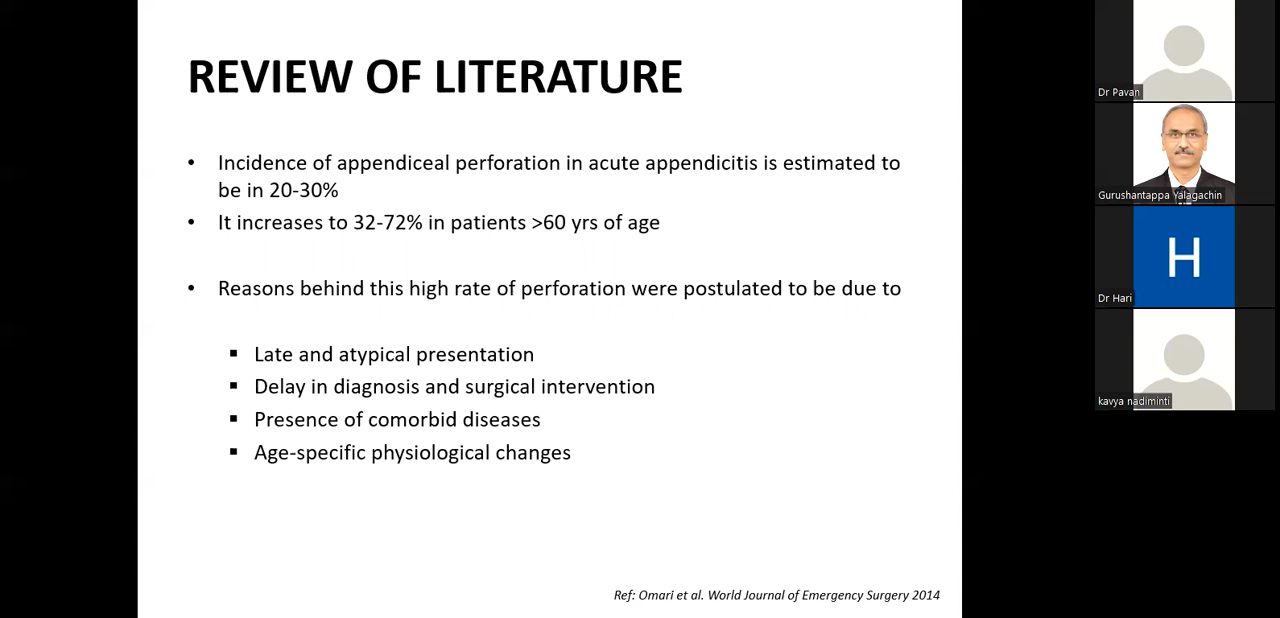 REVIEW OF LITERATURE
• Incidence of appendiceal perforation in acute appendicitis is estimated to
be in 20-30%
• It increases to 32-72% in patients >60 yrs of age
• Reasons behind this high rate of perforation were postulated to be due to
▪ Late and atypical presentation
▪ Delay in diagnosis and surgical intervention
▪ Presence of comorbid diseases
▪ Age-specific physiological changes
Ref: Omari et al. World Journal of Emergency Surgery 2014
Dr Pavan
Gurushantappa Yalagachin
H
Dr Hari
kavya nadiminti